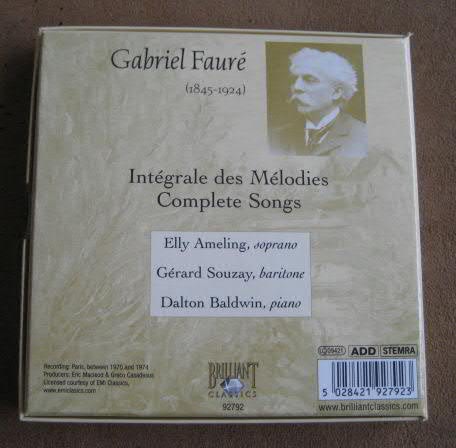 Gabriel Fauré
(1845-1924)
Intégrale des Mélodies
Complete Songs
Elly Ameling, soprano
Gérard Souzay, baritone
Dalton Baldwin, piano
Recording: Paris, between 1970 and 1974
Producers: Eric Macleod & Greco Casadesus
Licensed courtesy of EMI Classics,
www.emiclassics.com
BRILLIANT
CLASSICS
92792
LC 09421
ADD
STEMRA
5 028421 927923
www.brilliantclassics.com